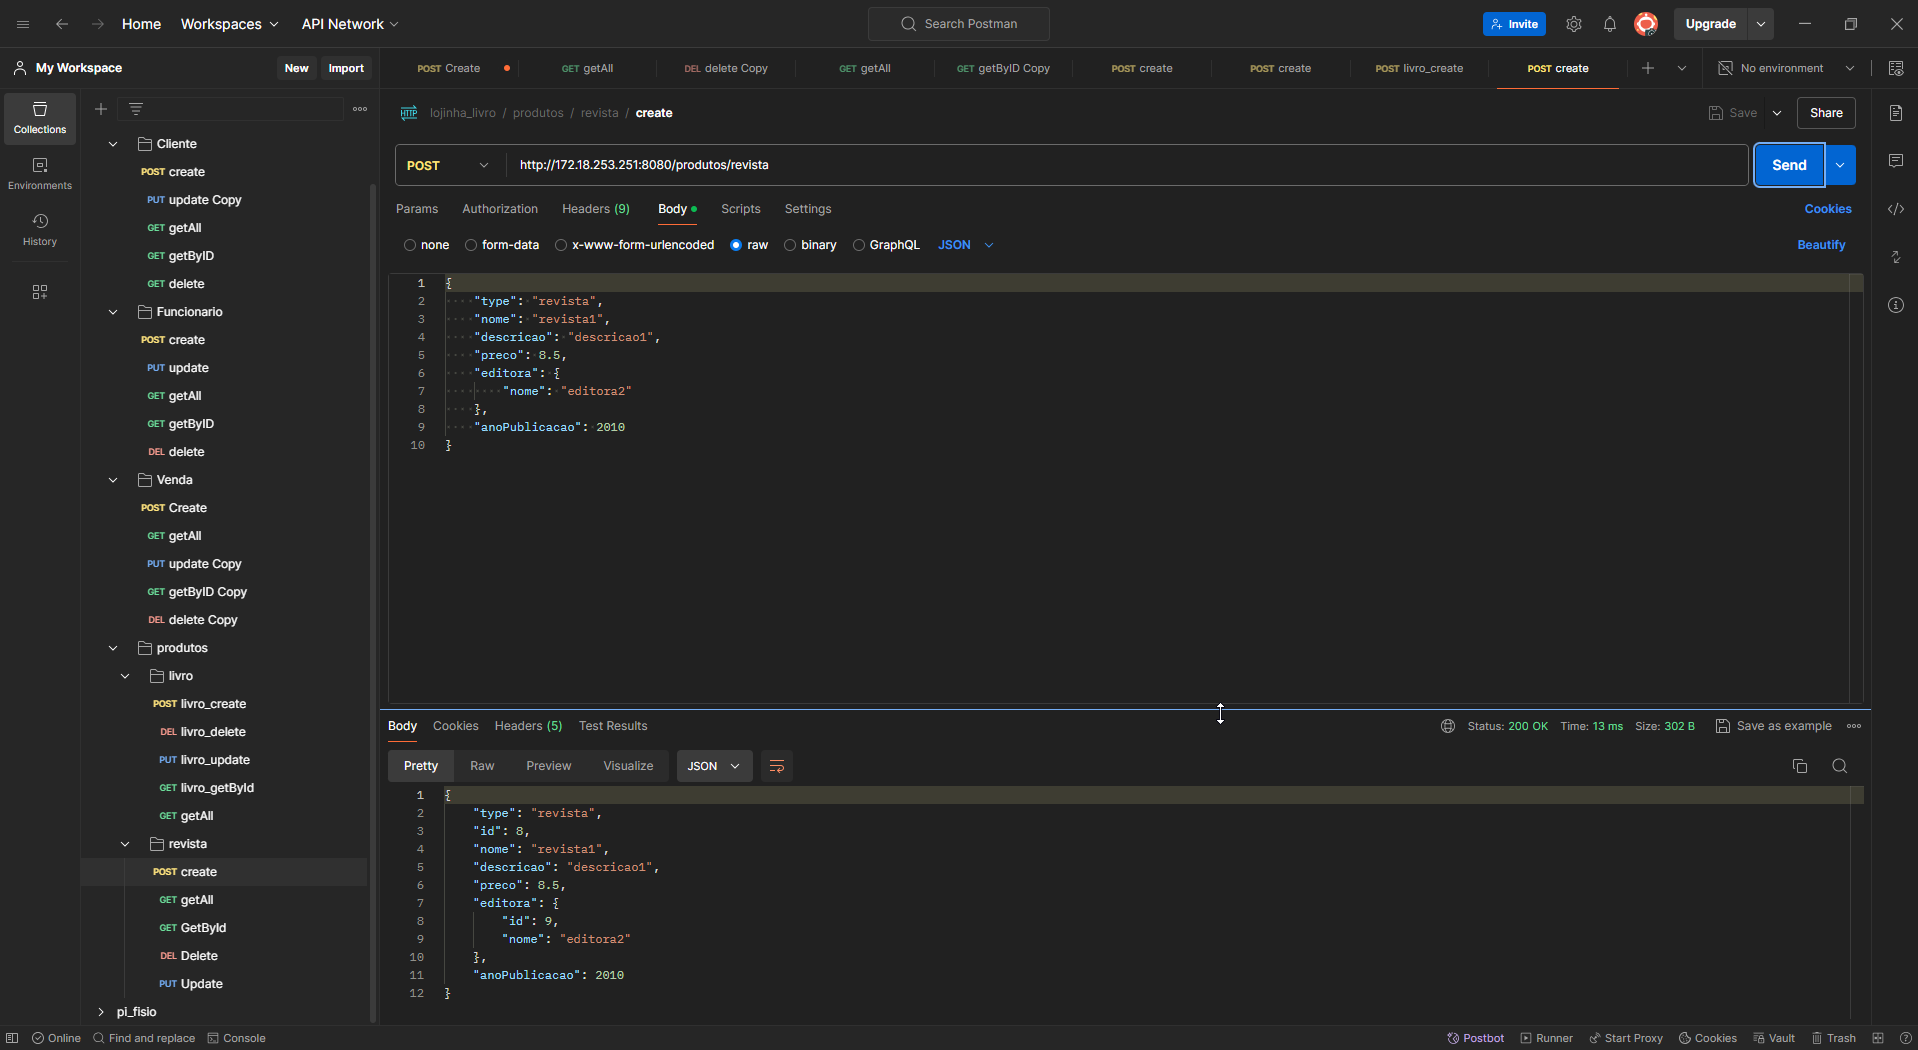 Home Workspaces API Network Search Postman Invite Upgrade
My Workspace New Import POST Create GET getAll DEL delete Copy GET getAll GET getByID Copy POST create POST create POST livro_create POST create No environment
Collections
Environments
History
Cliente
POST create
PUT update Copy
GET getAll
GET getByID
DEL delete
Funcionario
POST create
PUT update
GET getAll
GET getByID
DEL delete
Venda
POST Create
GET getAll
PUT update Copy
GET getByID Copy
DEL delete Copy
produtos
livro
POST livro_create
DEL livro_delete
PUT livro_update
GET livro_getById
GET getAll
revista
POST create
GET getAll
GET GetById
DEL Delete
PUT Update
pi_fisio
HTTP lojinha_livro / produtos / revista / create Save Share
POST http://172.18.253.251:8080/produtos/revista Send
Params Authorization Headers (9) Body Scripts Settings Cookies
none form-data x-www-form-urlencoded raw binary GraphQL JSON Beautify
1 {
2 "type": "revista",
3 "nome": "revista1",
4 "descricao": "descricao1",
5 "preco": 8.5,
6 "editora": {
7 "nome": "editora2"
8 },
9 "anoPublicacao": 2010
10 }
Body Cookies Headers (5) Test Results Status: 200 OK Time: 13 ms Size: 302 B Save as example
Pretty Raw Preview Visualize JSON
1 {
2 "type": "revista",
3 "id": 8,
4 "nome": "revista1",
5 "descricao": "descricao1",
6 "preco": 8.5,
7 "editora": {
8 "id": 9,
9 "nome": "editora2"
10 },
11 "anoPublicacao": 2010
12 }
Online Find and replace Console Postbot Runner Start Proxy Cookies Vault Trash